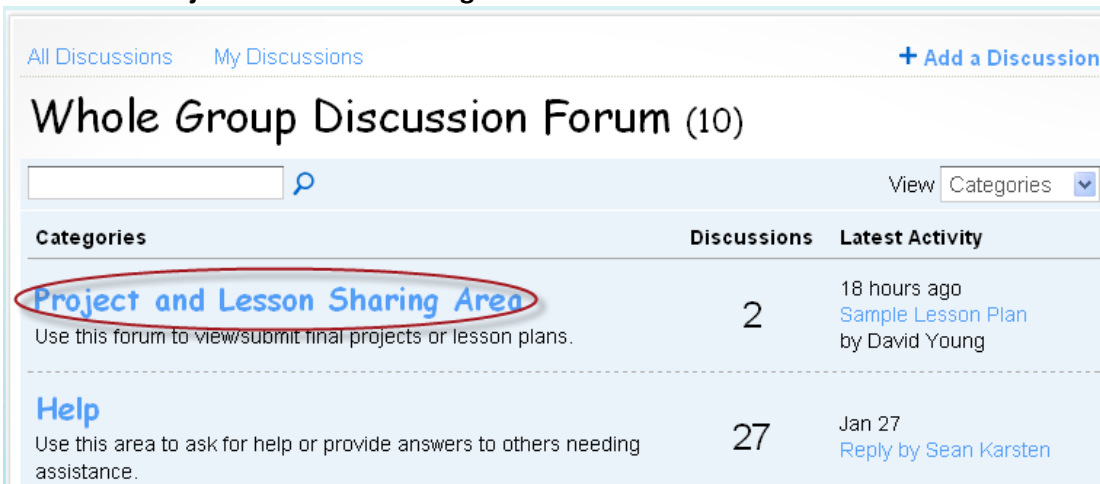 All Discussions My Discussions + Add a Discussion
Whole Group Discussion Forum (10)
View Categories
Categories Discussions Latest Activity
Project and Lesson Sharing Area
Use this forum to view/submit final projects or lesson plans.
2
18 hours ago
Sample Lesson Plan
by David Young
Help
Use this area to ask for help or provide answers to others needing
assistance.
27
Jan 27
Reply by Sean Karsten